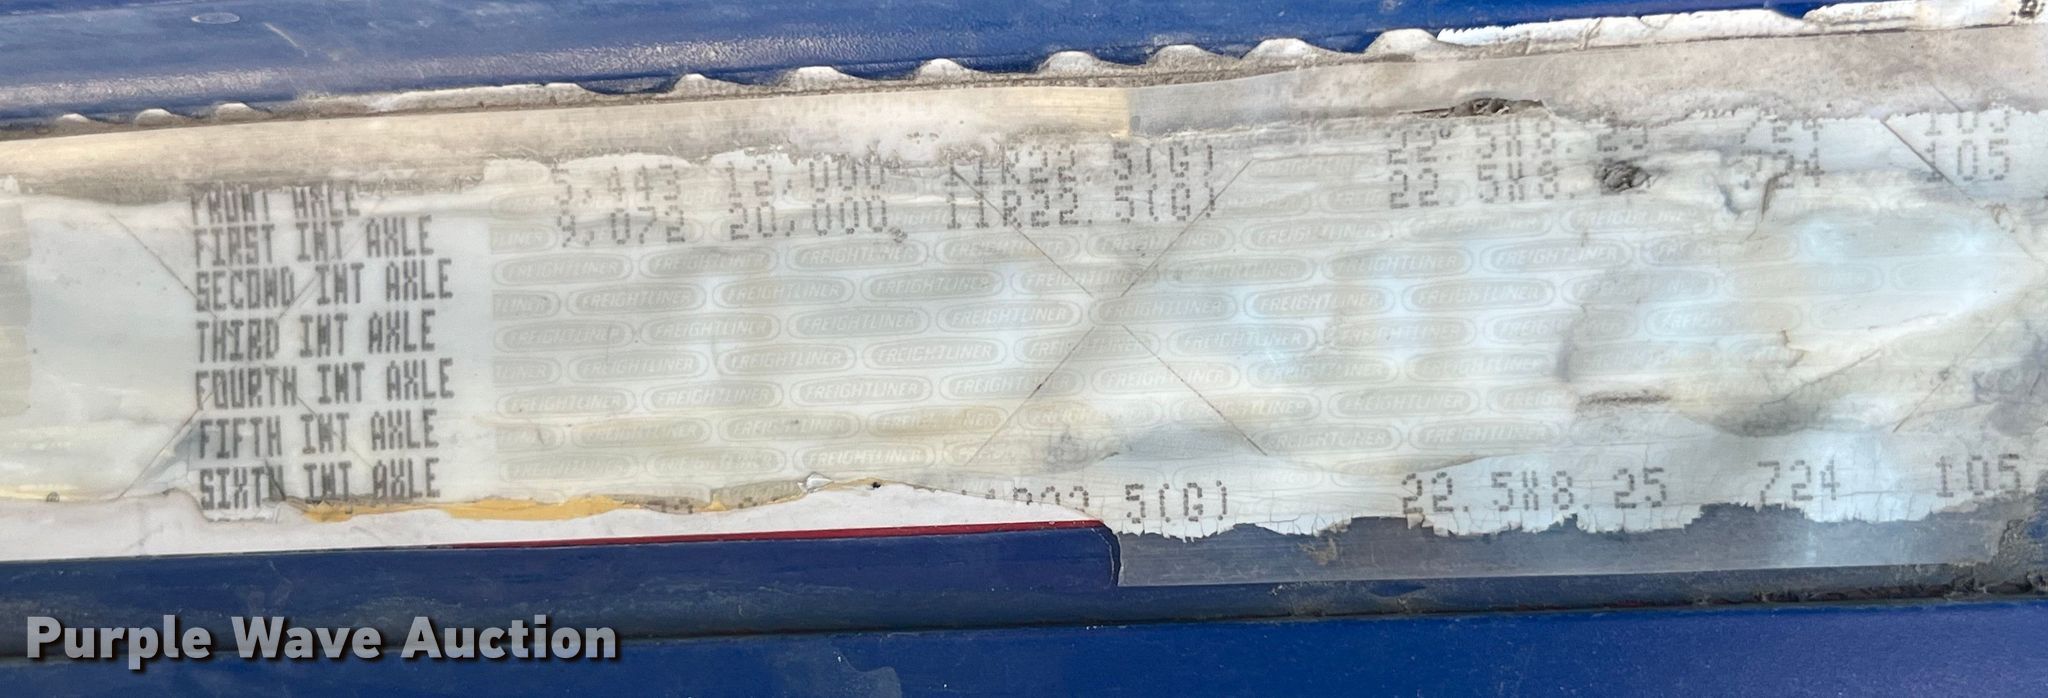 FRONT AXLE 5,443 12,000 11R22.5(G) 22.5X8.25 724 105
FIRST INT AXLE 9,072 20,000 11R22.5(G) 22.5X8. 724 105
SECOND INT AXLE
THIRD INT AXLE
FOURTH INT AXLE
FIFTH INT AXLE
SIXTH INT AXLE
11R22.5(G) 22.5X8.25 724 105
FREIGHTLINER
Purple Wave Auction